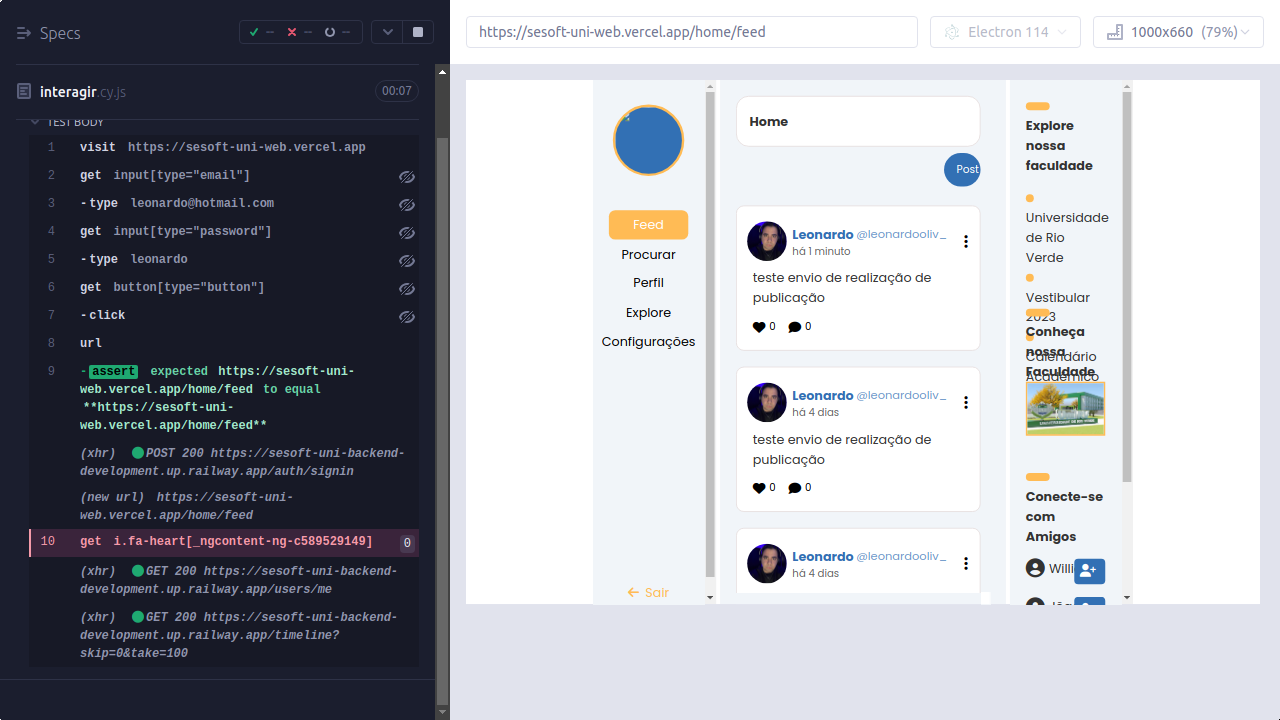 Specs
--
--
--
interagir.cy.js
00:07
TEST BODY
1 visit https://sesoft-uni-web.vercel.app
2 get input[type="email"]
3 -type leonardo@hotmail.com
4 get input[type="password"]
5 -type leonardo
6 get button[type="button"]
7 -click
8 url
9 -assert expected https://sesoft-uni-
web.vercel.app/home/feed to equal
**https://sesoft-uni-
web.vercel.app/home/feed**
(xhr) POST 200 https://sesoft-uni-backend-
development.up.railway.app/auth/signin
(new url) https://sesoft-uni-
web.vercel.app/home/feed
10 get i.fa-heart[_ngcontent-ng-c589529149] 0
(xhr) GET 200 https://sesoft-uni-backend-
development.up.railway.app/users/me
(xhr) GET 200 https://sesoft-uni-backend-
development.up.railway.app/timeline?
skip=0&take=100
https://sesoft-uni-web.vercel.app/home/feed
Electron 114
1000x660 (79%)
Feed
Procurar
Perfil
Explore
Configurações
Sair
Home
Post
Leonardo @leonardooliv_
há 1 minuto
teste envio de realização de
publicação
0 0
Leonardo @leonardooliv_
há 4 dias
teste envio de realização de
publicação
0 0
Leonardo @leonardooliv_
há 4 dias
Explore
nossa
faculdade
Universidade
de Rio
Verde
Vestibular
2023
Conheça
nossa
Calendário
Faculdade
Acadêmico
Conecte-se
com
Amigos
Willi